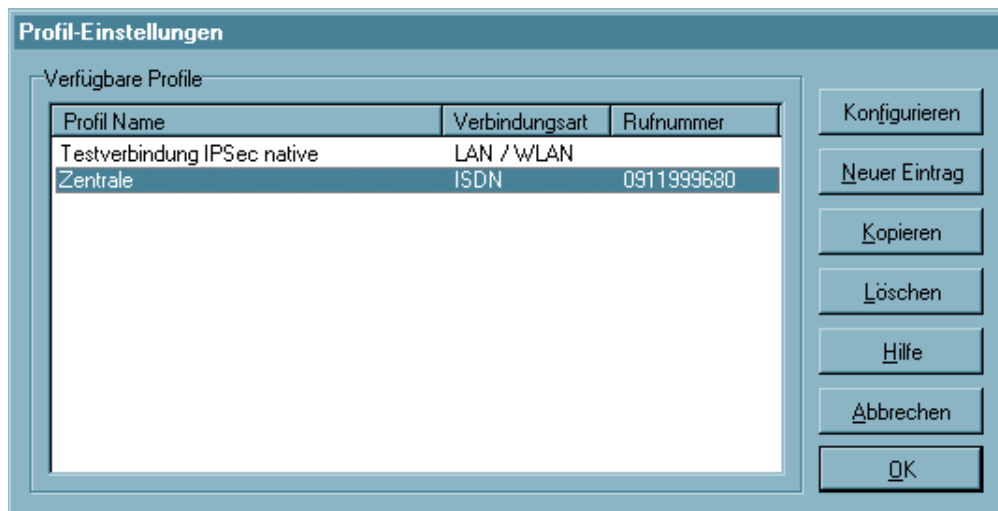 Profil-Einstellungen
Verfügbare Profile
Profil Name Verbindungsart Rufnummer
Testverbindung IPSec native LAN / WLAN
Zentrale ISDN 0911999680
Konfigurieren
Neuer Eintrag
Kopieren
Löschen
Hilfe
Abbrechen
OK